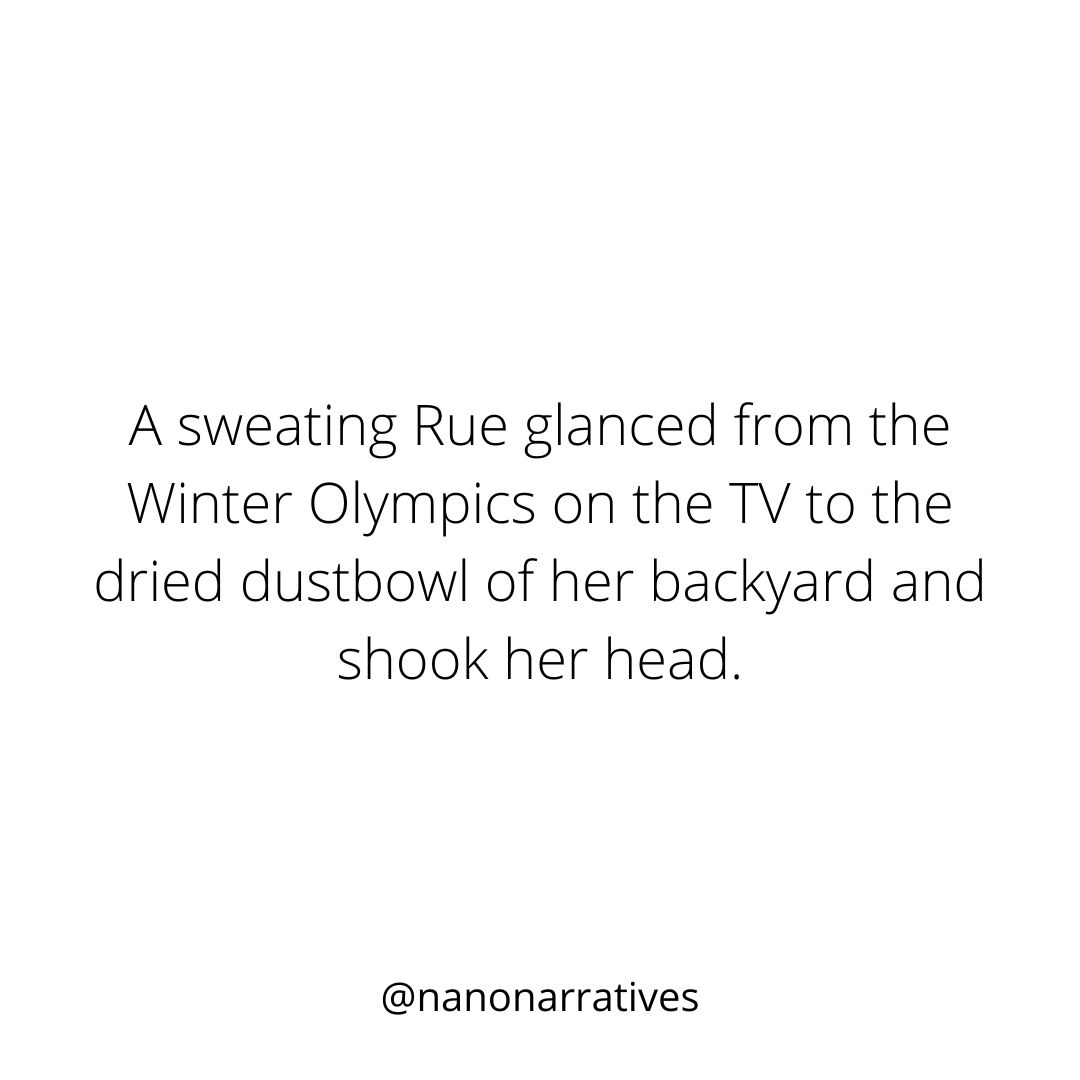 A sweating Rue glanced from the
Winter Olympics on the TV to the
dried dustbowl of her backyard and
shook her head.
@nanonarratives